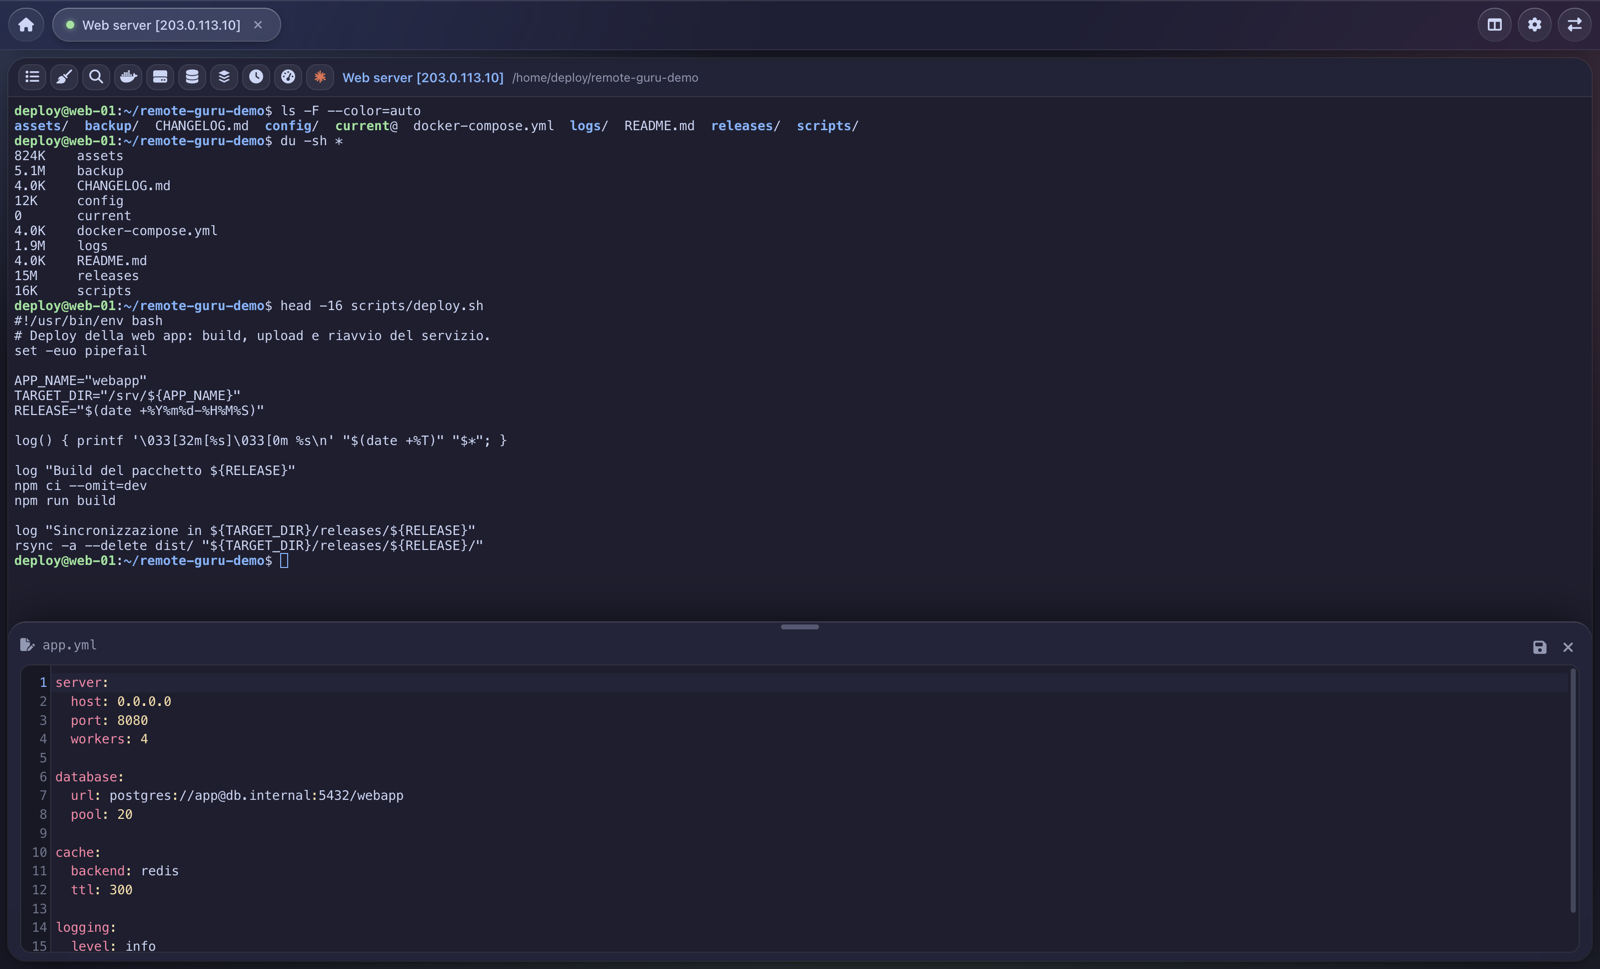 Web server [203.0.113.10]
Web server [203.0.113.10] /home/deploy/remote-guru-demo
deploy@web-01:~/remote-guru-demo$ ls -F --color=auto
assets/  backup/  CHANGELOG.md  config/  current@  docker-compose.yml  logs/  README.md  releases/  scripts/
deploy@web-01:~/remote-guru-demo$ du -sh *
824K    assets
5.1M    backup
4.0K    CHANGELOG.md
12K     config
0       current
4.0K    docker-compose.yml
1.9M    logs
4.0K    README.md
15M     releases
16K     scripts
deploy@web-01:~/remote-guru-demo$ head -16 scripts/deploy.sh
#!/usr/bin/env bash
# Deploy della web app: build, upload e riavvio del servizio.
set -euo pipefail
APP_NAME="webapp"
TARGET_DIR="/srv/${APP_NAME}"
RELEASE="$(date +%Y%m%d-%H%M%S)"
log() { printf '\033[32m[%s]\033[0m %s\n' "$(date +%T)" "$*"; }
log "Build del pacchetto ${RELEASE}"
npm ci --omit=dev
npm run build
log "Sincronizzazione in ${TARGET_DIR}/releases/${RELEASE}"
rsync -a --delete dist/ "${TARGET_DIR}/releases/${RELEASE}/"
deploy@web-01:~/remote-guru-demo$
app.yml
1 server:
2   host: 0.0.0.0
3   port: 8080
4   workers: 4
5
6 database:
7   url: postgres://app@db.internal:5432/webapp
8   pool: 20
9
10 cache:
11   backend: redis
12   ttl: 300
13
14 logging:
15   level: info